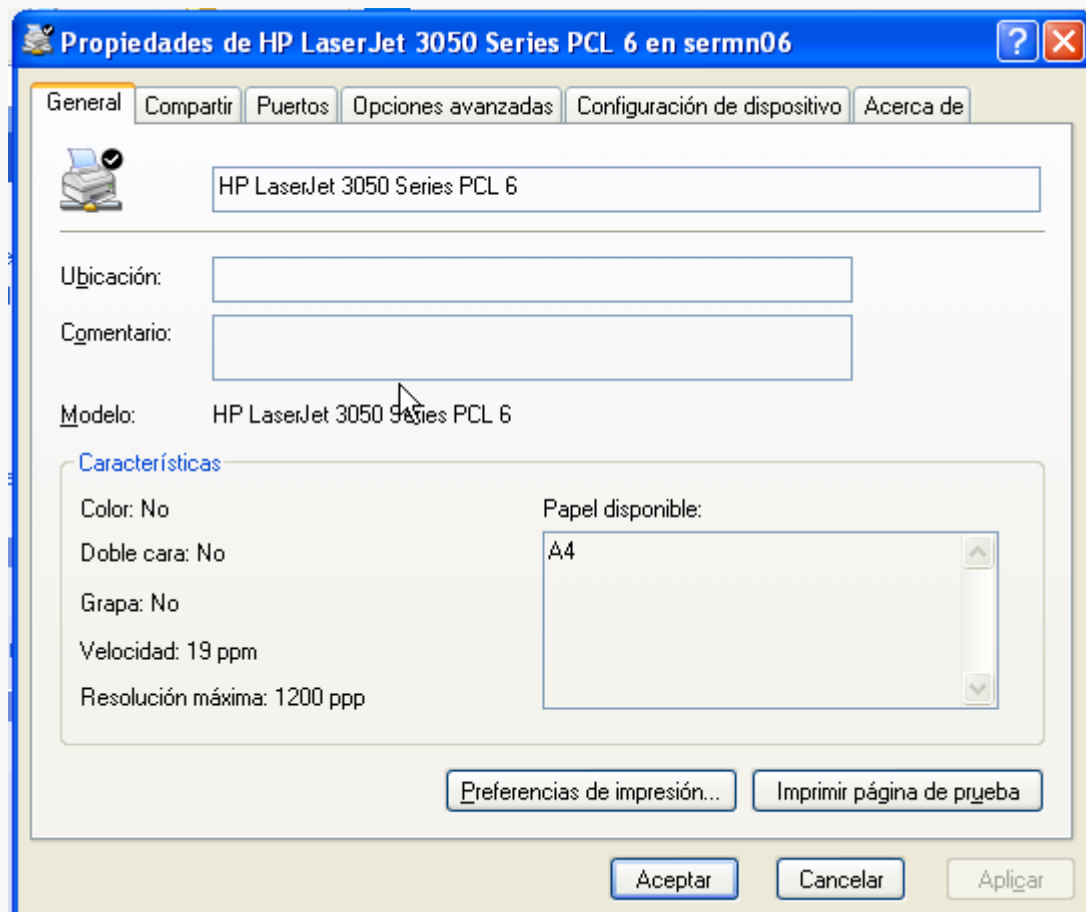 Propiedades de HP LaserJet 3050 Series PCL 6 en sermn06
General Compartir Puertos Opciones avanzadas Configuración de dispositivo Acerca de
HP LaserJet 3050 Series PCL 6
Ubicación:
Comentario:
Modelo: HP LaserJet 3050 Series PCL 6
Características
Color: No
Papel disponible:
Doble cara: No
A4
Grapa: No
Velocidad: 19 ppm
Resolución máxima: 1200 ppp
Preferencias de impresión... Imprimir página de prueba
Aceptar Cancelar Aplicar